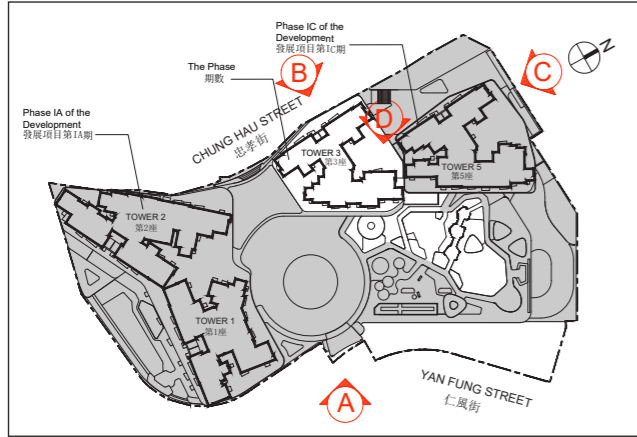 Phase IC of the
Development
發展項目第IC期
The Phase
期數
B
C
N
Phase IA of the
Development
發展項目第IA期
CHUNG HAU STREET
忠孝街
D
TOWER 3
第3座
TOWER 5
第5座
TOWER 2
第2座
TOWER 1
第1座
A
YAN FUNG STREET
仁風街